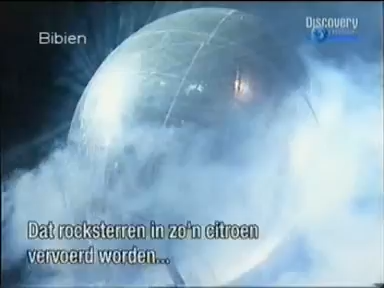 Bibien
Discovery
Dat rocksterren in zo'n citroen
vervoerd worden...